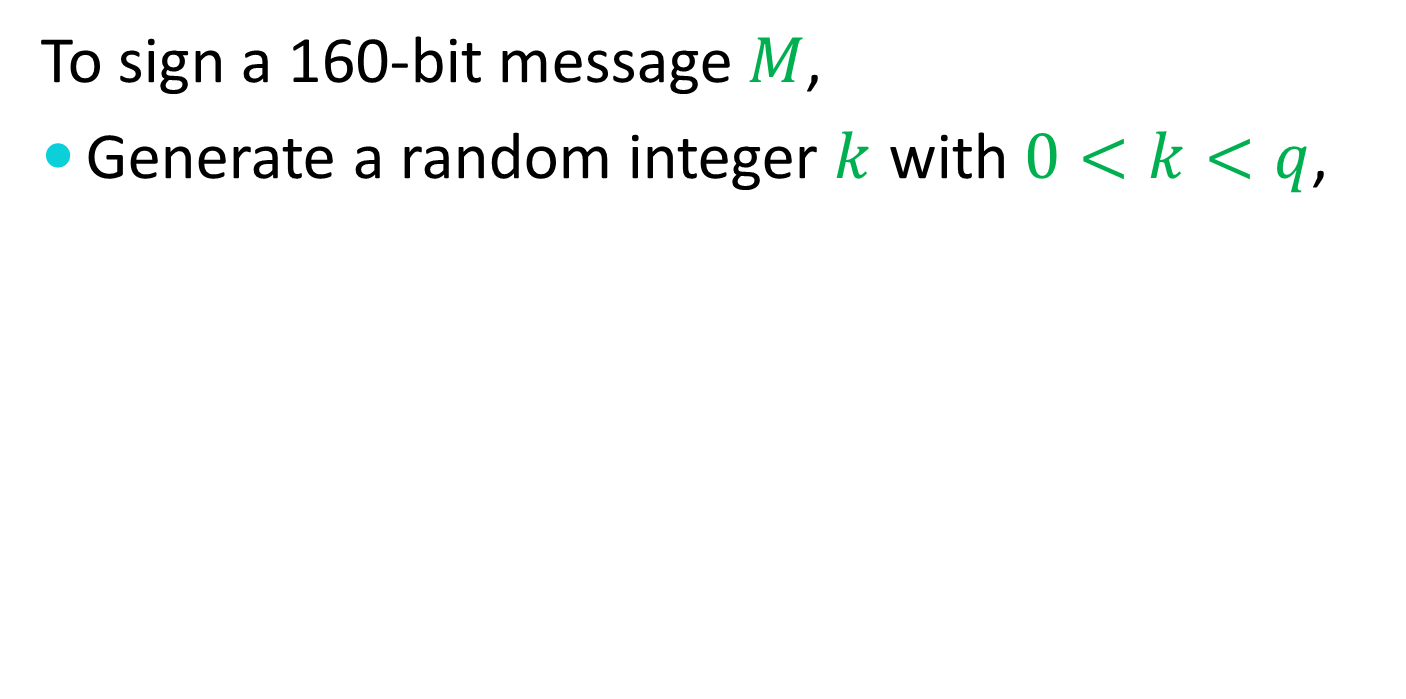 To sign a 160-bit message M,
• Generate a random integer k with 0 < k < q,